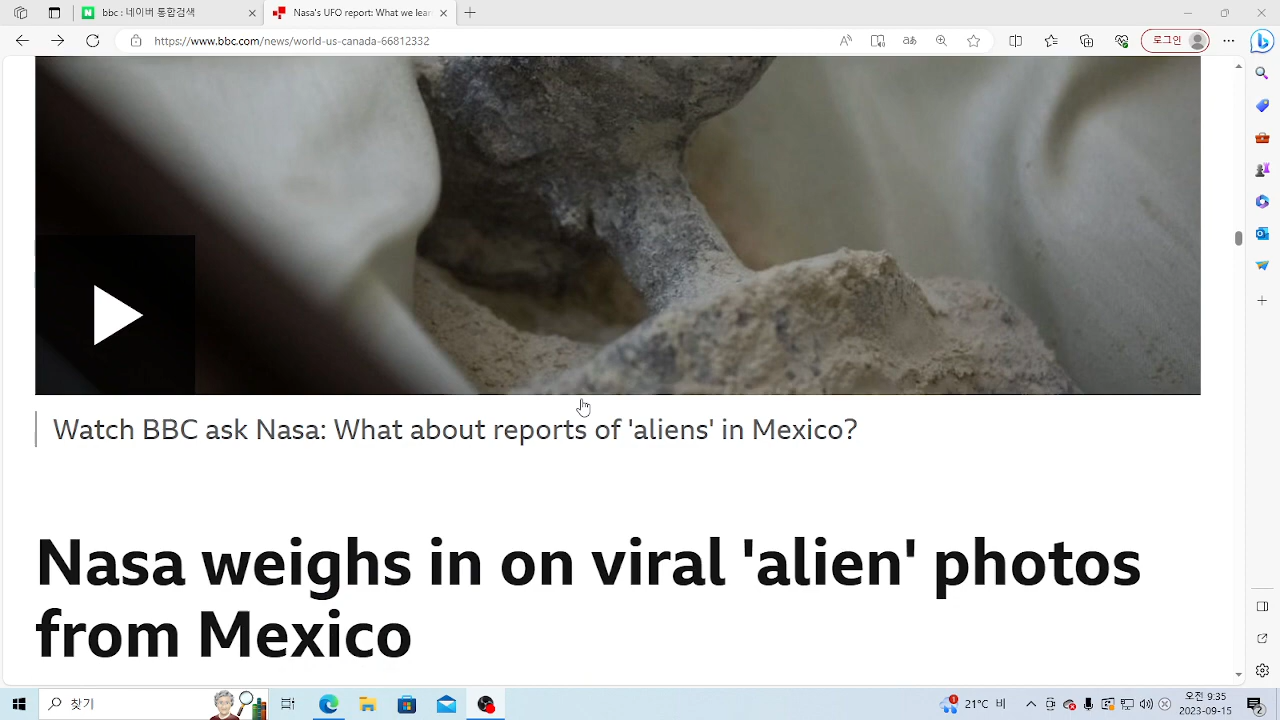 bbc : 네이버 통합검색
Nasa's UFO report: What we lear
https://www.bbc.com/news/world-us-canada-66812332
로그인
Watch BBC ask Nasa: What about reports of 'aliens' in Mexico?
Nasa weighs in on viral 'alien' photos
from Mexico
찾기
21°C 비
오전 9:35
2023-09-15